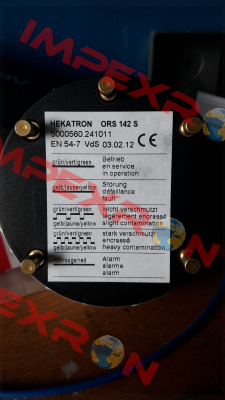 IMPEXRON
HEKATRON ORS 142 S
5000560.241011
EN 54-7 VdS 03.02.12 CE
grün/vert/green Betrieb
en service
in operation
gelb/jaune/yellow Störung
défaillance
fault
grün/vert/green leicht verschmutzt
légèrement encrassé
gelb/jaune/yellow slight contamination
grün/vert/green stark verschmutzt
encrassé
gelb/jaune/yellow heavy contamination
rot/rouge/red Alarm
alarme
alarm
IMPEXRON